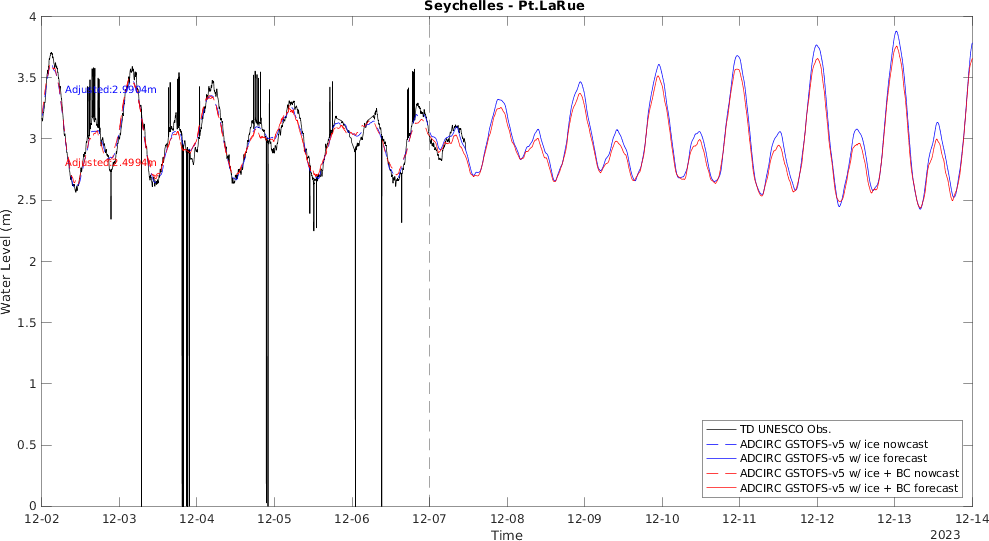 Seychelles - Pt.LaRue
Water Level (m)
4
3.5
3
2.5
2
1.5
1
0.5
0
Adjusted:2.9904m
Adjusted:2.4994m
TD UNESCO Obs.
ADCIRC GSTOFS-v5 w/ ice nowcast
ADCIRC GSTOFS-v5 w/ ice forecast
ADCIRC GSTOFS-v5 w/ ice + BC nowcast
ADCIRC GSTOFS-v5 w/ ice + BC forecast
12-02 12-03 12-04 12-05 12-06 12-07 12-08 12-09 12-10 12-11 12-12 12-13 12-14
Time
2023